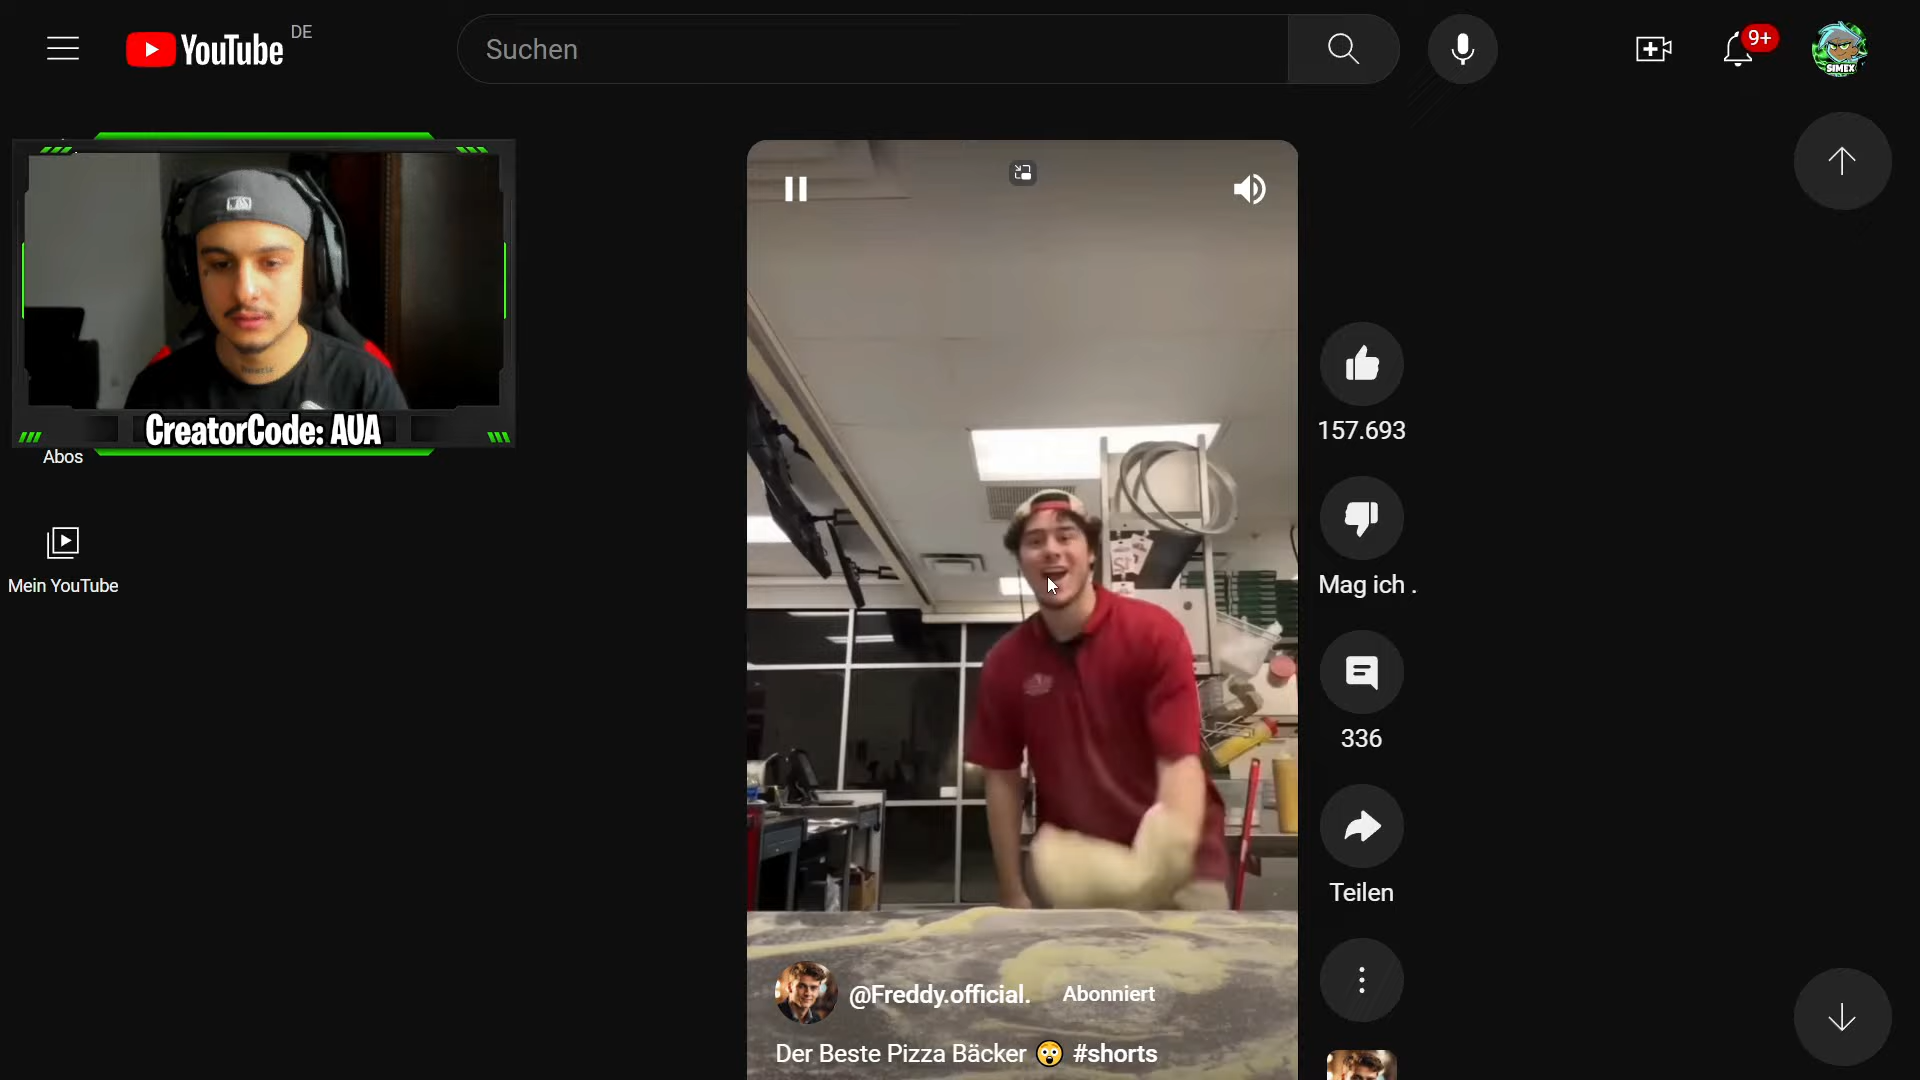 YouTube DE
Suchen
9+
SIMEX
CreatorCode: AUA
Abos
Mein YouTube
157.693
Mag ich .
336
Teilen
@Freddy.official. Abonniert
Der Beste Pizza Bäcker 😲 #shorts